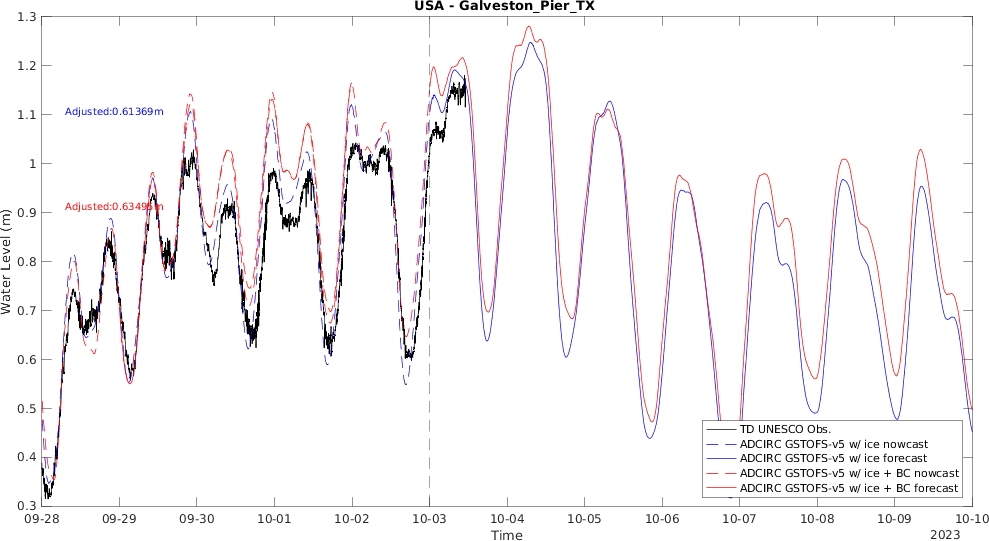 USA - Galveston_Pier_TX
1.3
1.2
1.1
1
0.9
0.8
0.7
0.6
0.5
0.4
0.3
Water Level (m)
Adjusted:0.61369m
Adjusted:0.63495m
TD UNESCO Obs.
ADCIRC GSTOFS-v5 w/ ice nowcast
ADCIRC GSTOFS-v5 w/ ice forecast
ADCIRC GSTOFS-v5 w/ ice + BC nowcast
ADCIRC GSTOFS-v5 w/ ice + BC forecast
09-28 09-29 09-30 10-01 10-02 10-03 10-04 10-05 10-06 10-07 10-08 10-09 10-10
Time
2023